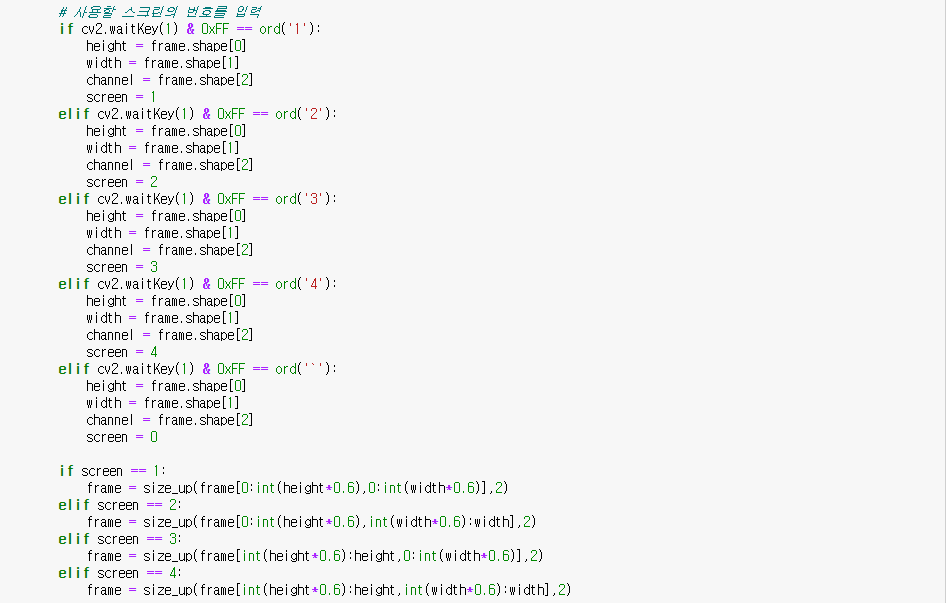 # 사용할 스크린의 번호를 입력
if cv2.waitKey(1) & 0xFF == ord('1'):
    height = frame.shape[0]
    width = frame.shape[1]
    channel = frame.shape[2]
    screen = 1
elif cv2.waitKey(1) & 0xFF == ord('2'):
    height = frame.shape[0]
    width = frame.shape[1]
    channel = frame.shape[2]
    screen = 2
elif cv2.waitKey(1) & 0xFF == ord('3'):
    height = frame.shape[0]
    width = frame.shape[1]
    channel = frame.shape[2]
    screen = 3
elif cv2.waitKey(1) & 0xFF == ord('4'):
    height = frame.shape[0]
    width = frame.shape[1]
    channel = frame.shape[2]
    screen = 4
elif cv2.waitKey(1) & 0xFF == ord('`'):
    height = frame.shape[0]
    width = frame.shape[1]
    channel = frame.shape[2]
    screen = 0

if screen == 1:
    frame = size_up(frame[0:int(height*0.6),0:int(width*0.6)],2)
elif screen == 2:
    frame = size_up(frame[0:int(height*0.6),int(width*0.6):width],2)
elif screen == 3:
    frame = size_up(frame[int(height*0.6):height,0:int(width*0.6)],2)
elif screen == 4:
    frame = size_up(frame[int(height*0.6):height,int(width*0.6):width],2)